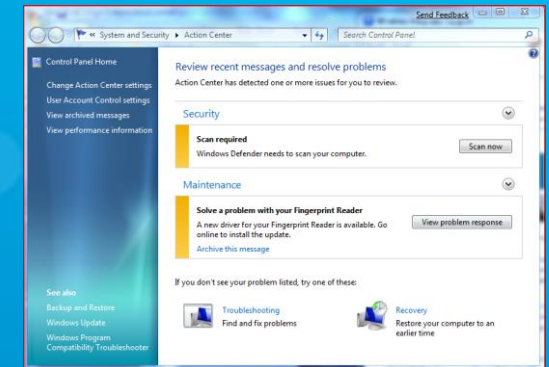 Send Feedback
« System and Security ▸ Action Center
Search Control Panel
Control Panel Home
Change Action Center settings
User Account Control settings
View archived messages
View performance information
See also
Backup and Restore
Windows Update
Windows Program
Compatibility Troubleshooter
Review recent messages and resolve problems
Action Center has detected one or more issues for you to review.
Security
Scan required
Windows Defender needs to scan your computer.
Scan now
Maintenance
Solve a problem with your Fingerprint Reader
A new driver for your Fingerprint Reader is available. Go
online to install the update.
Archive this message
View problem response
If you don't see your problem listed, try one of these:
Troubleshooting
Find and fix problems
Recovery
Restore your computer to an
earlier time